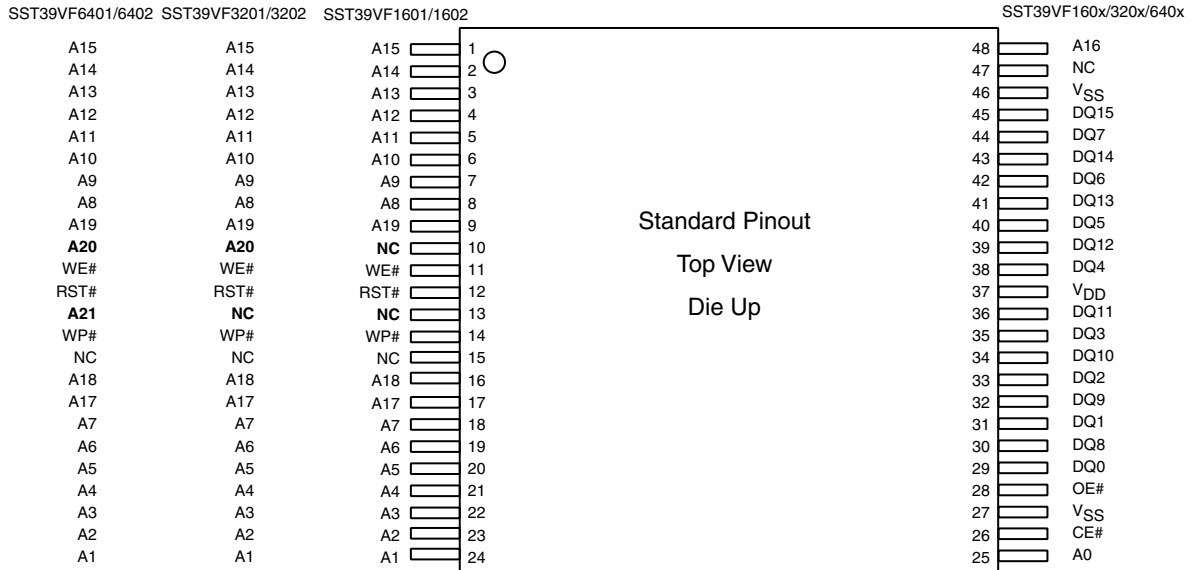 SST39VF6401/6402 SST39VF3201/3202 SST39VF1601/1602 SST39VF160x/320x/640x
A15 A15 A15 1 48 A16
A14 A14 A14 2 47 NC
A13 A13 A13 3 46 VSS
A12 A12 A12 4 45 DQ15
A11 A11 A11 5 44 DQ7
A10 A10 A10 6 43 DQ14
A9 A9 A9 7 42 DQ6
A8 A8 A8 8 41 DQ13
A19 A19 A19 9 Standard Pinout 40 DQ5
A20 A20 NC 10 39 DQ12
WE# WE# WE# 11 Top View 38 DQ4
RST# RST# RST# 12 37 VDD
A21 NC NC 13 Die Up 36 DQ11
WP# WP# WP# 14 35 DQ3
NC NC NC 15 34 DQ10
A18 A18 A18 16 33 DQ2
A17 A17 A17 17 32 DQ9
A7 A7 A7 18 31 DQ1
A6 A6 A6 19 30 DQ8
A5 A5 A5 20 29 DQ0
A4 A4 A4 21 28 OE#
A3 A3 A3 22 27 VSS
A2 A2 A2 23 26 CE#
A1 A1 A1 24 25 A0